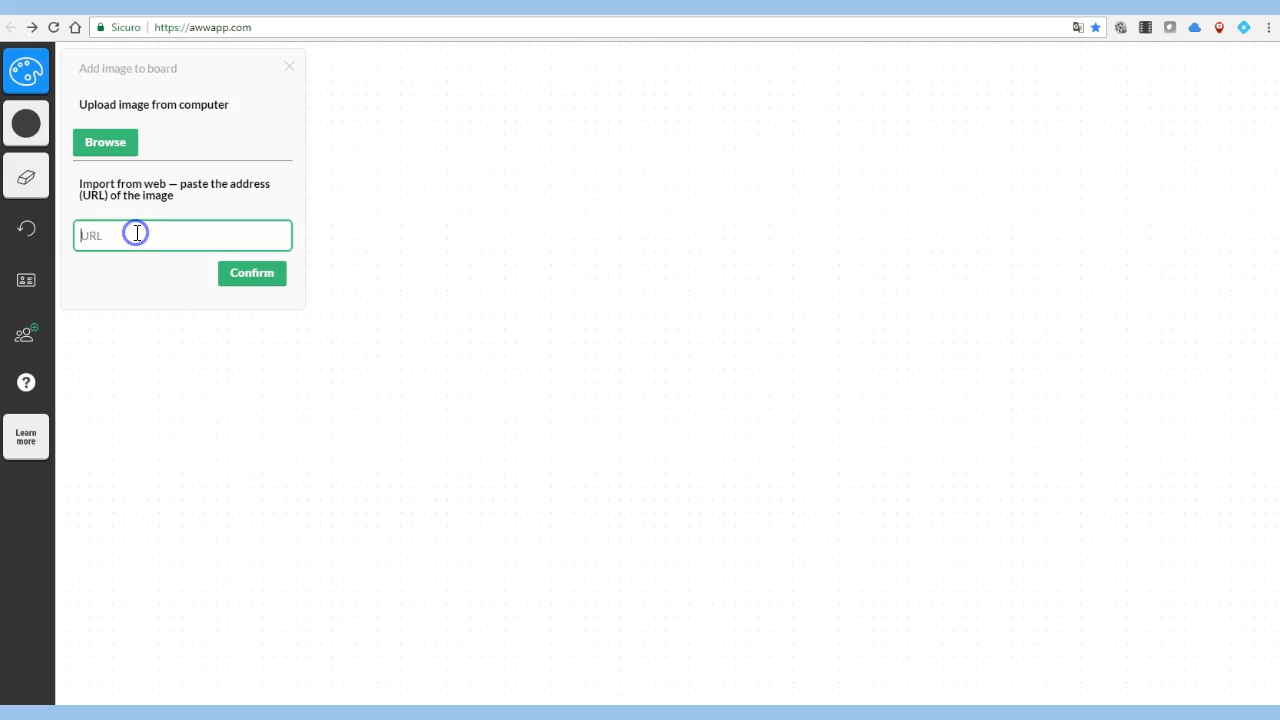 Sicuro https://awwapp.com
Add image to board
Upload image from computer
Browse
Import from web — paste the address
(URL) of the image
URL
Confirm
?
Learn
more